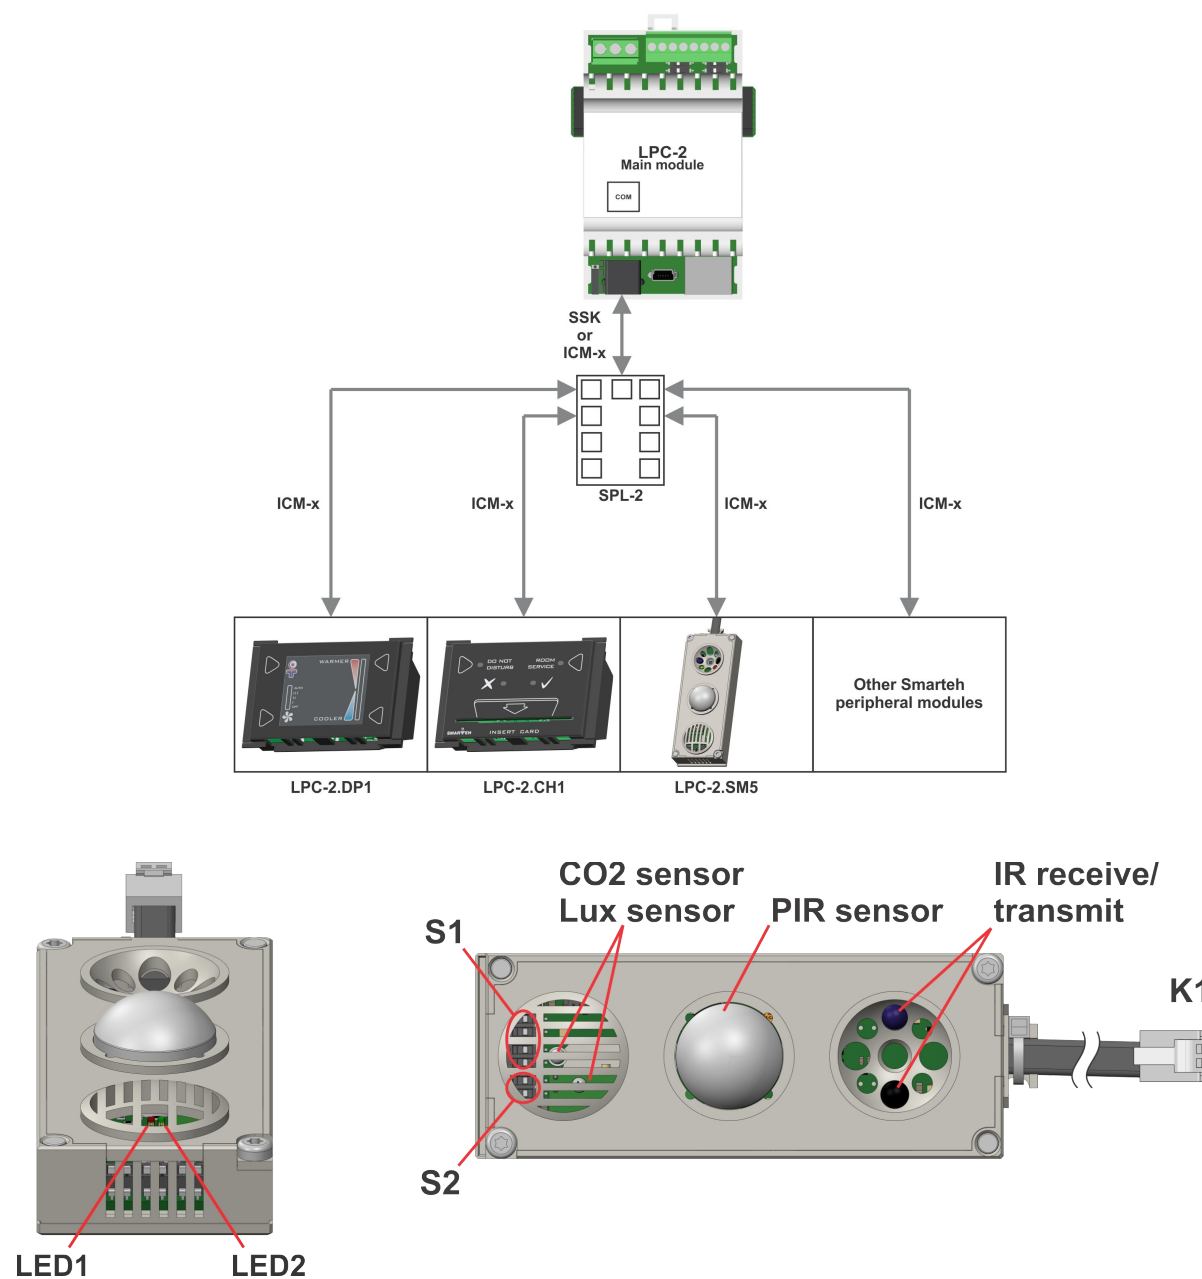 LPC-2
Main module
COM
SSK
or
ICM-x
SPL-2
ICM-x
ICM-x
ICM-x
ICM-x
WARMER
COOLER
DO NOT
DISTURB
ROOM
SERVICE
SMARTEH
INSERT CARD
Other Smarteh
peripheral modules
LPC-2.DP1
LPC-2.CH1
LPC-2.SM5
CO2 sensor
Lux sensor
PIR sensor
IR receive/
transmit
S1
K1
S2
LED1
LED2